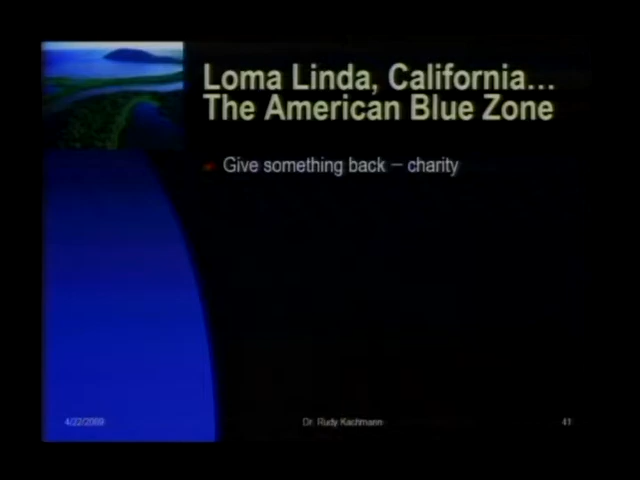 Loma Linda, California...
The American Blue Zone
Give something back – charity
4/22/2009 Dr. Rudy Kachmann 41